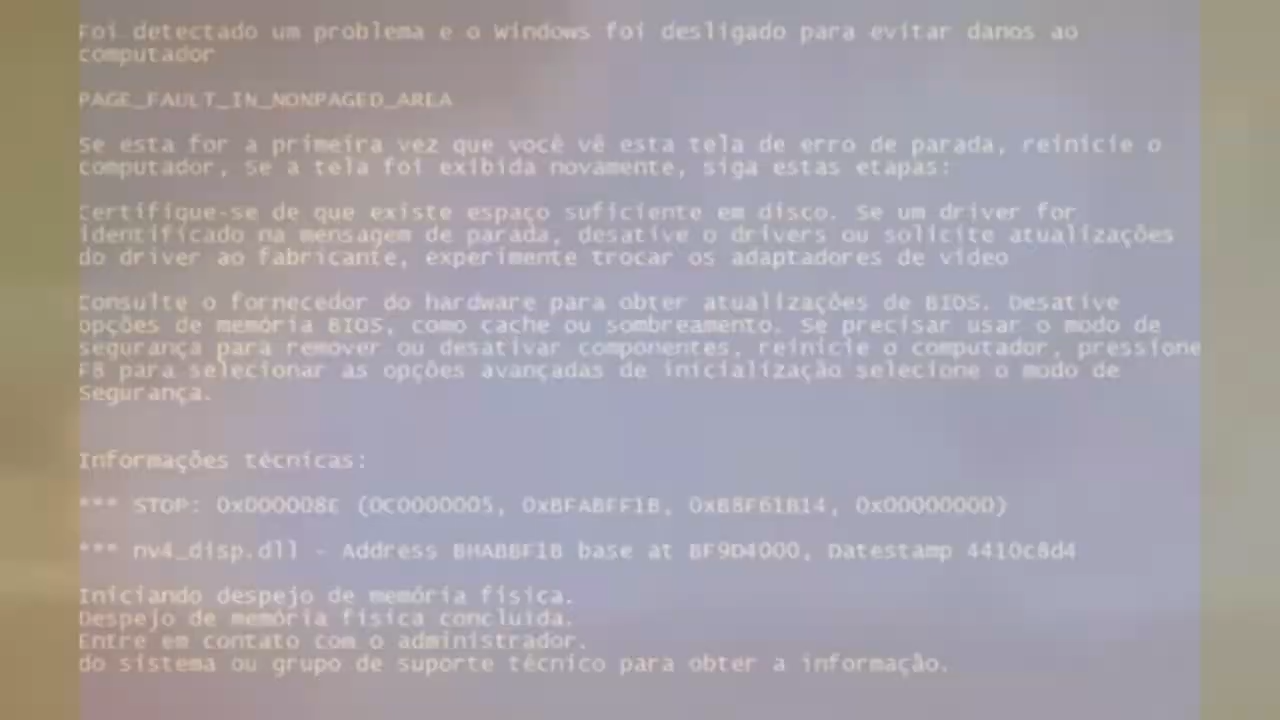 Foi detectado um problema e o Windows foi desligado para evitar danos ao
computador
PAGE_FAULT_IN_NONPAGED_AREA
Se esta for a primeira vez que você vê esta tela de erro de parada, reinicie o
computador, Se a tela foi exibida novamente, siga estas etapas:
Certifique-se de que existe espaço suficiente em disco. Se um driver for
identificado na mensagem de parada, desative o drivers ou solicite atualizações
do driver ao fabricante, experimente trocar os adaptadores de vídeo
Consulte o fornecedor do hardware para obter atualizações de BIOS. Desative
opções de memória BIOS, como cache ou sombreamento. Se precisar usar o modo de
segurança para remover ou desativar componentes, reinicie o computador, pressione
F8 para selecionar as opções avançadas de inicialização selecione o modo de
Segurança.
Informações técnicas:
*** STOP: 0x000008E (0C0000005, 0xBFABFF1B, 0xB8F61B14, 0x00000000)
*** nv4_disp.dll - Address BHABBF1B base at BF9D4000, Datestamp 4410c8d4
Iniciando despejo de memória física.
Despejo de memória física concluída.
Entre em contato com o administrador.
do sistema ou grupo de suporte técnico para obter a informação.